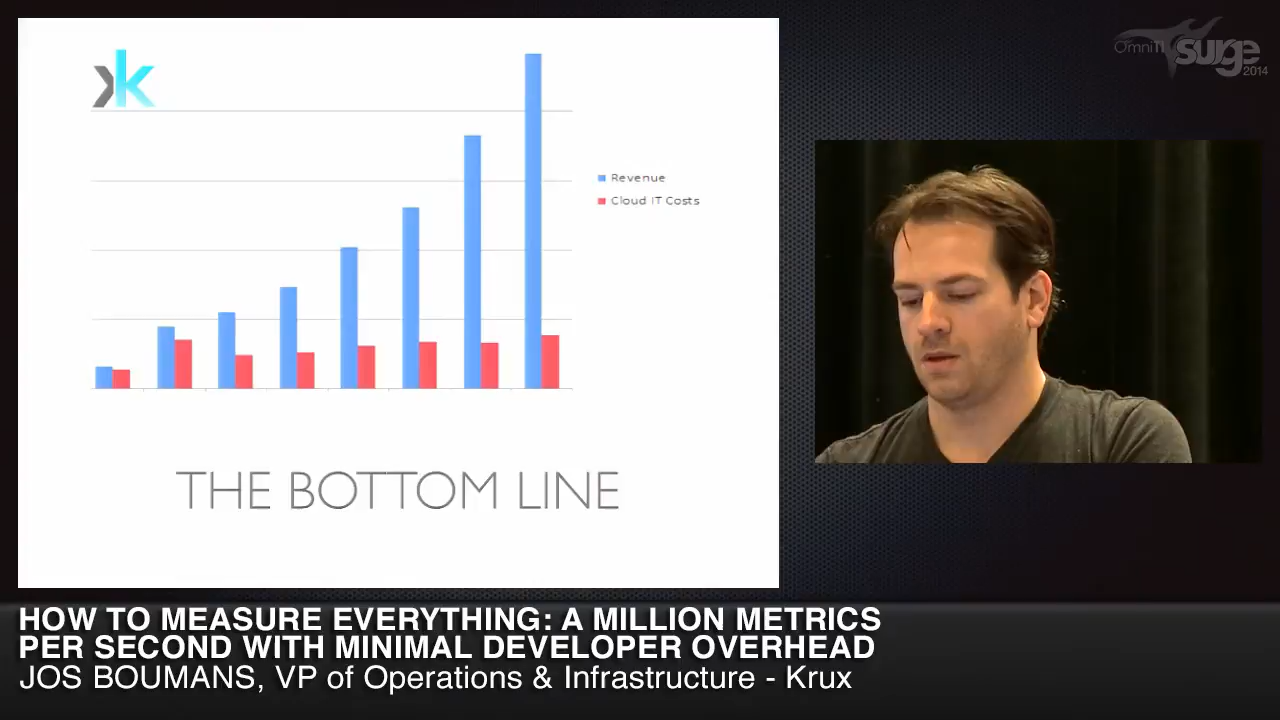 OmniTI
surge
2014
Revenue
Cloud IT Costs
THE BOTTOM LINE
HOW TO MEASURE EVERYTHING: A MILLION METRICS
PER SECOND WITH MINIMAL DEVELOPER OVERHEAD
JOS BOUMANS, VP of Operations & Infrastructure - Krux